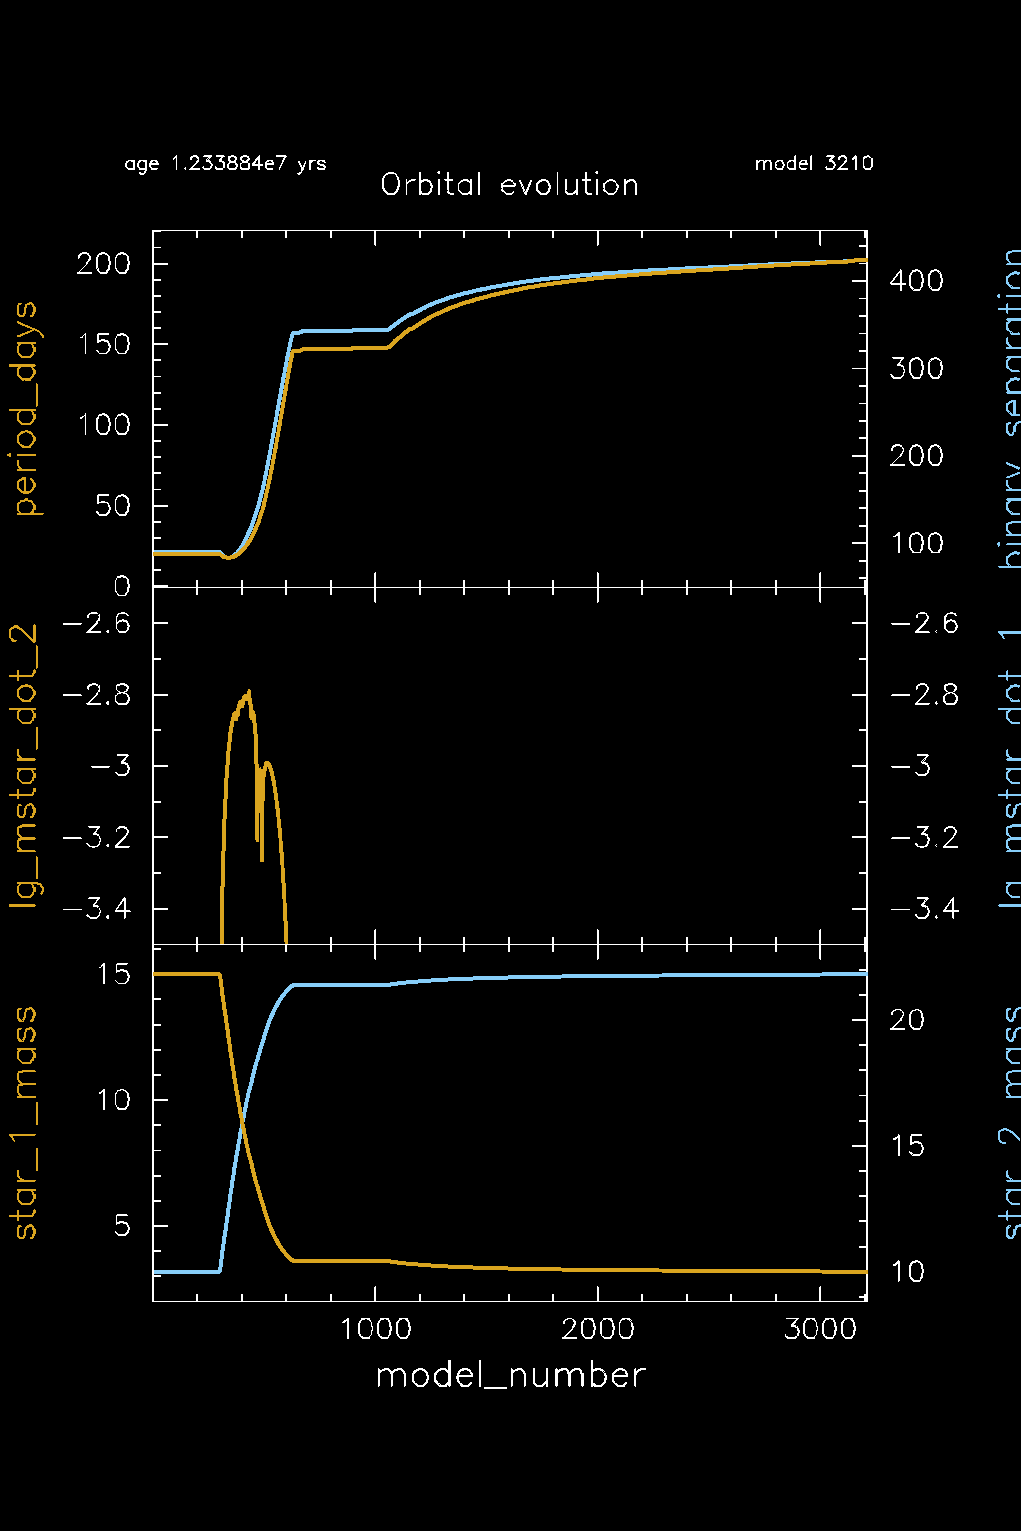 age 1.233884e7 yrs
model 3210
Orbital evolution
period_days
200
150
100
50
0
400
300
200
100
binary_separation
lg_mstar_dot_2
-2.6
-2.8
-3
-3.2
-3.4
-2.6
-2.8
-3
-3.2
-3.4
lg_mstar_dot_1
star_1_mass
15
10
5
20
15
10
star_2_mass
1000
2000
3000
model_number